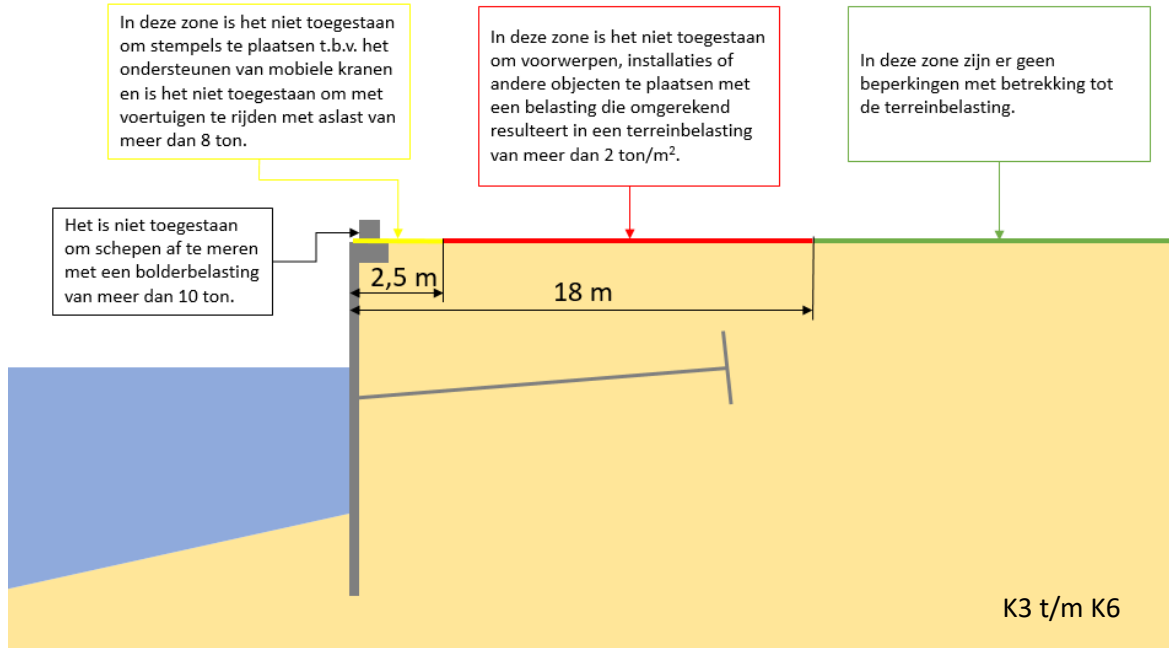 In deze zone is het niet toegestaan
om stempels te plaatsen t.b.v. het
ondersteunen van mobiele kranen
en is het niet toegestaan om met
voertuigen te rijden met aslast van
meer dan 8 ton.
In deze zone is het niet toegestaan
om voorwerpen, installaties of
andere objecten te plaatsen met
een belasting die omgerekend
resulteert in een terreinbelasting
van meer dan 2 ton/m².
In deze zone zijn er geen
beperkingen met betrekking tot
de terreinbelasting.
Het is niet toegestaan
om schepen af te meren
met een bolderbelasting
van meer dan 10 ton.
2,5 m
18 m
K3 t/m K6